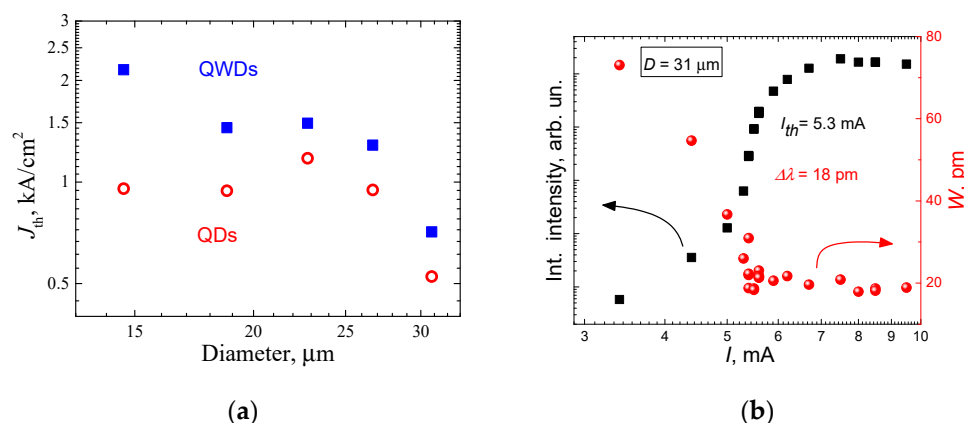 3
2.5
2
1.5
1
0.5
J_th, kA/cm²
QWDs
QDs
15 20 25 30
Diameter, μm
(a)
80
60
40
20
0
Int. intensity, arb. un.
D = 31 μm
I_th= 5.3 mA
Δλ = 18 pm
W, pm
3 4 5 6 7 8 9 10
I, mA
(b)